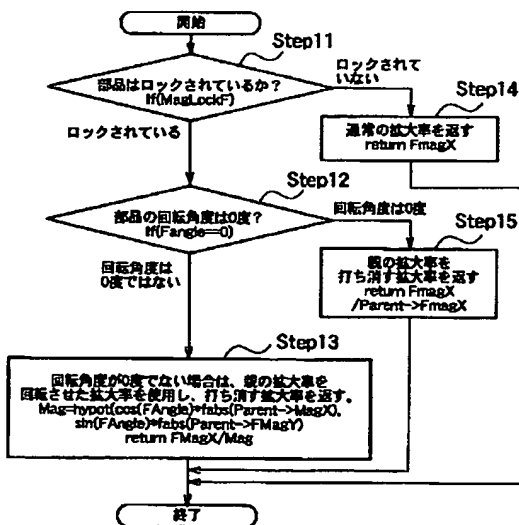 開始
Step11
部品はロックされているか?
If(MagLockF)
ロックされて
いない
ロックされている
Step14
通常の拡大率を返す
return FmagX
Step12
部品の回転角度は0度?
If(Fangle==0)
回転角度は0度
回転角度は
0度ではない
Step15
親の拡大率を
打ち消す拡大率を返す
return FmagX
/Parent->FmagX
Step13
回転角度が0度でない場合は、親の拡大率を
回転させた拡大率を使用し、打ち消す拡大率を返す。
Mag=hypot(cos(FAngle)*fabs(Parent->MagX),
sin(FAngle)*fabs(Parent->FMagY)
return FMagX/Mag
終了